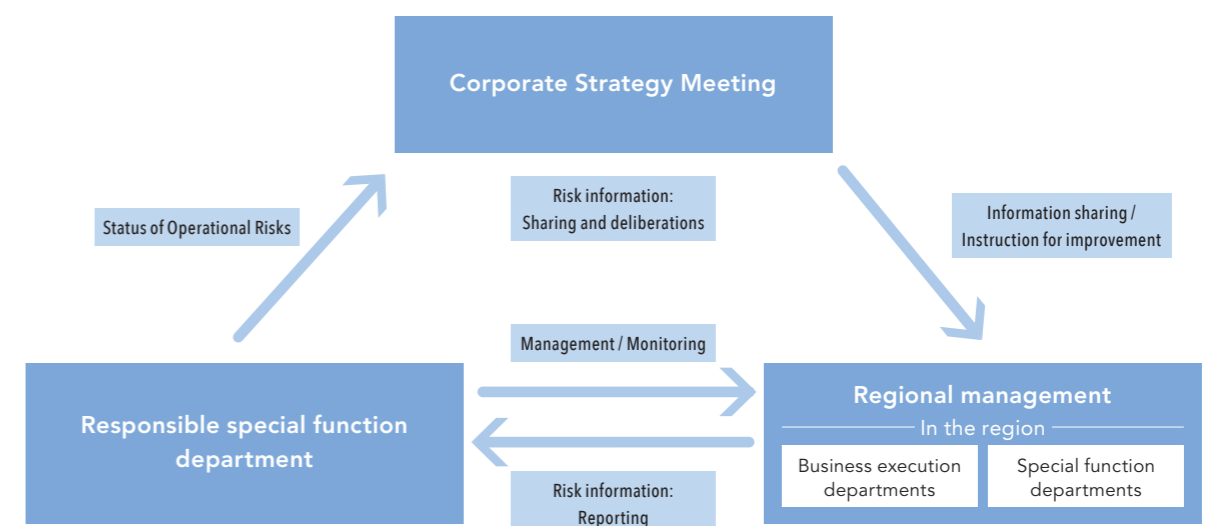 Corporate Strategy Meeting
Risk information:
Sharing and deliberations
Status of Operational Risks
Information sharing /
Instruction for improvement
Management / Monitoring
Responsible special function
department
Regional management
In the region
Business execution
departments
Special function
departments
Risk information:
Reporting